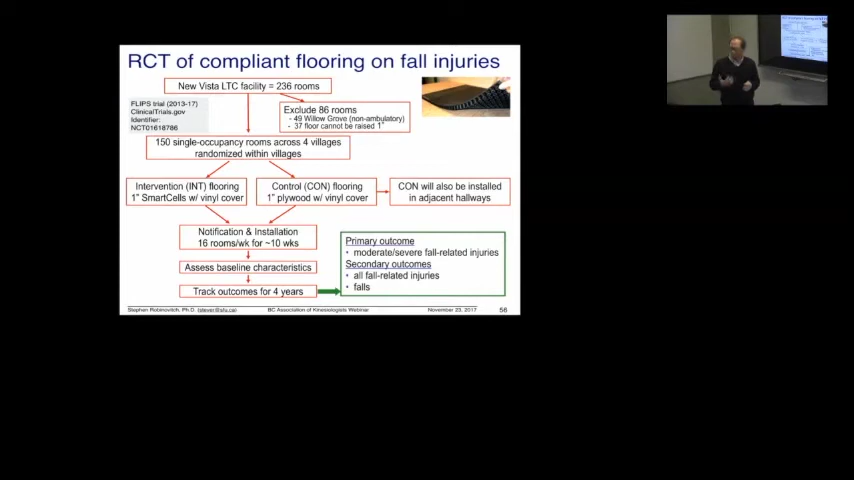 RCT of compliant flooring on fall injuries
New Vista LTC facility = 236 rooms
FLIPS trial (2013-17)
ClinicalTrials.gov
Identifier:
NCT01618786
Exclude 86 rooms
- 49 Willow Grove (non-ambulatory)
- 37 floor cannot be raised 1"
150 single-occupancy rooms across 4 villages
randomized within villages
Intervention (INT) flooring
1" SmartCells w/ vinyl cover
Control (CON) flooring
1" plywood w/ vinyl cover
CON will also be installed
in adjacent hallways
Notification & Installation
16 rooms/wk for ~10 wks
Assess baseline characteristics
Track outcomes for 4 years
Primary outcome
• moderate/severe fall-related injuries
Secondary outcomes
• all fall-related injuries
• falls
Stephen Robinovitch, Ph.D. (stever@sfu.ca) BC Association of Kinesiologists Webinar November 23, 2017 56